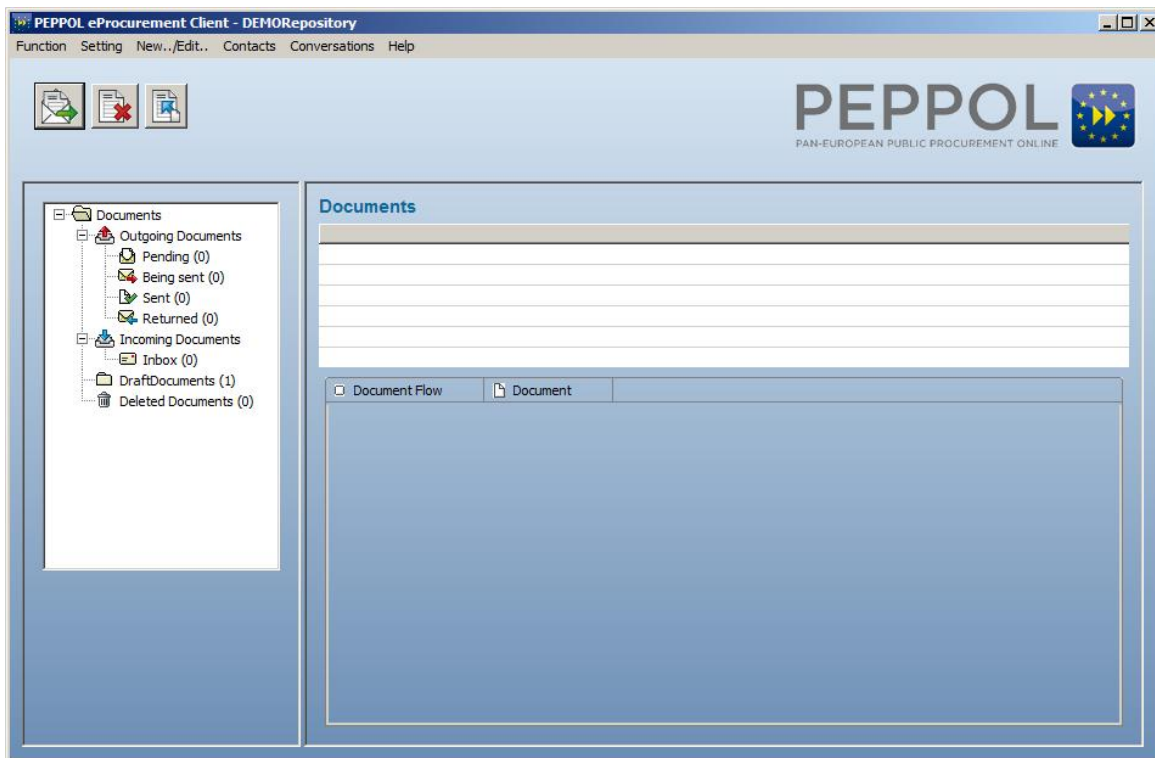 PEPPOL eProcurement Client - DEMORepository
Function Setting New../Edit.. Contacts Conversations Help
PEPPOL
PAN-EUROPEAN PUBLIC PROCUREMENT ONLINE
Documents
Outgoing Documents
Pending (0)
Being sent (0)
Sent (0)
Returned (0)
Incoming Documents
Inbox (0)
DraftDocuments (1)
Deleted Documents (0)
Documents
Document Flow Document